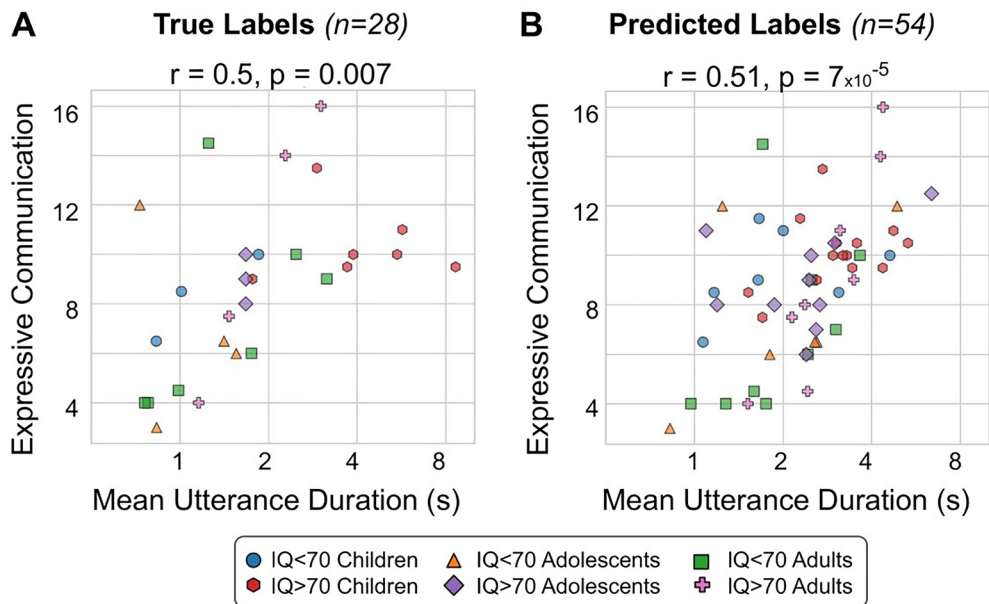 A True Labels (n=28)
r = 0.5, p = 0.007
Expressive Communication
16
12
8
4
1 2 4 8
Mean Utterance Duration (s)
B Predicted Labels (n=54)
r = 0.51, p = 7x10-5
Expressive Communication
16
12
8
4
1 2 4 8
Mean Utterance Duration (s)
IQ<70 Children IQ<70 Adolescents IQ<70 Adults
IQ>70 Children IQ>70 Adolescents IQ>70 Adults